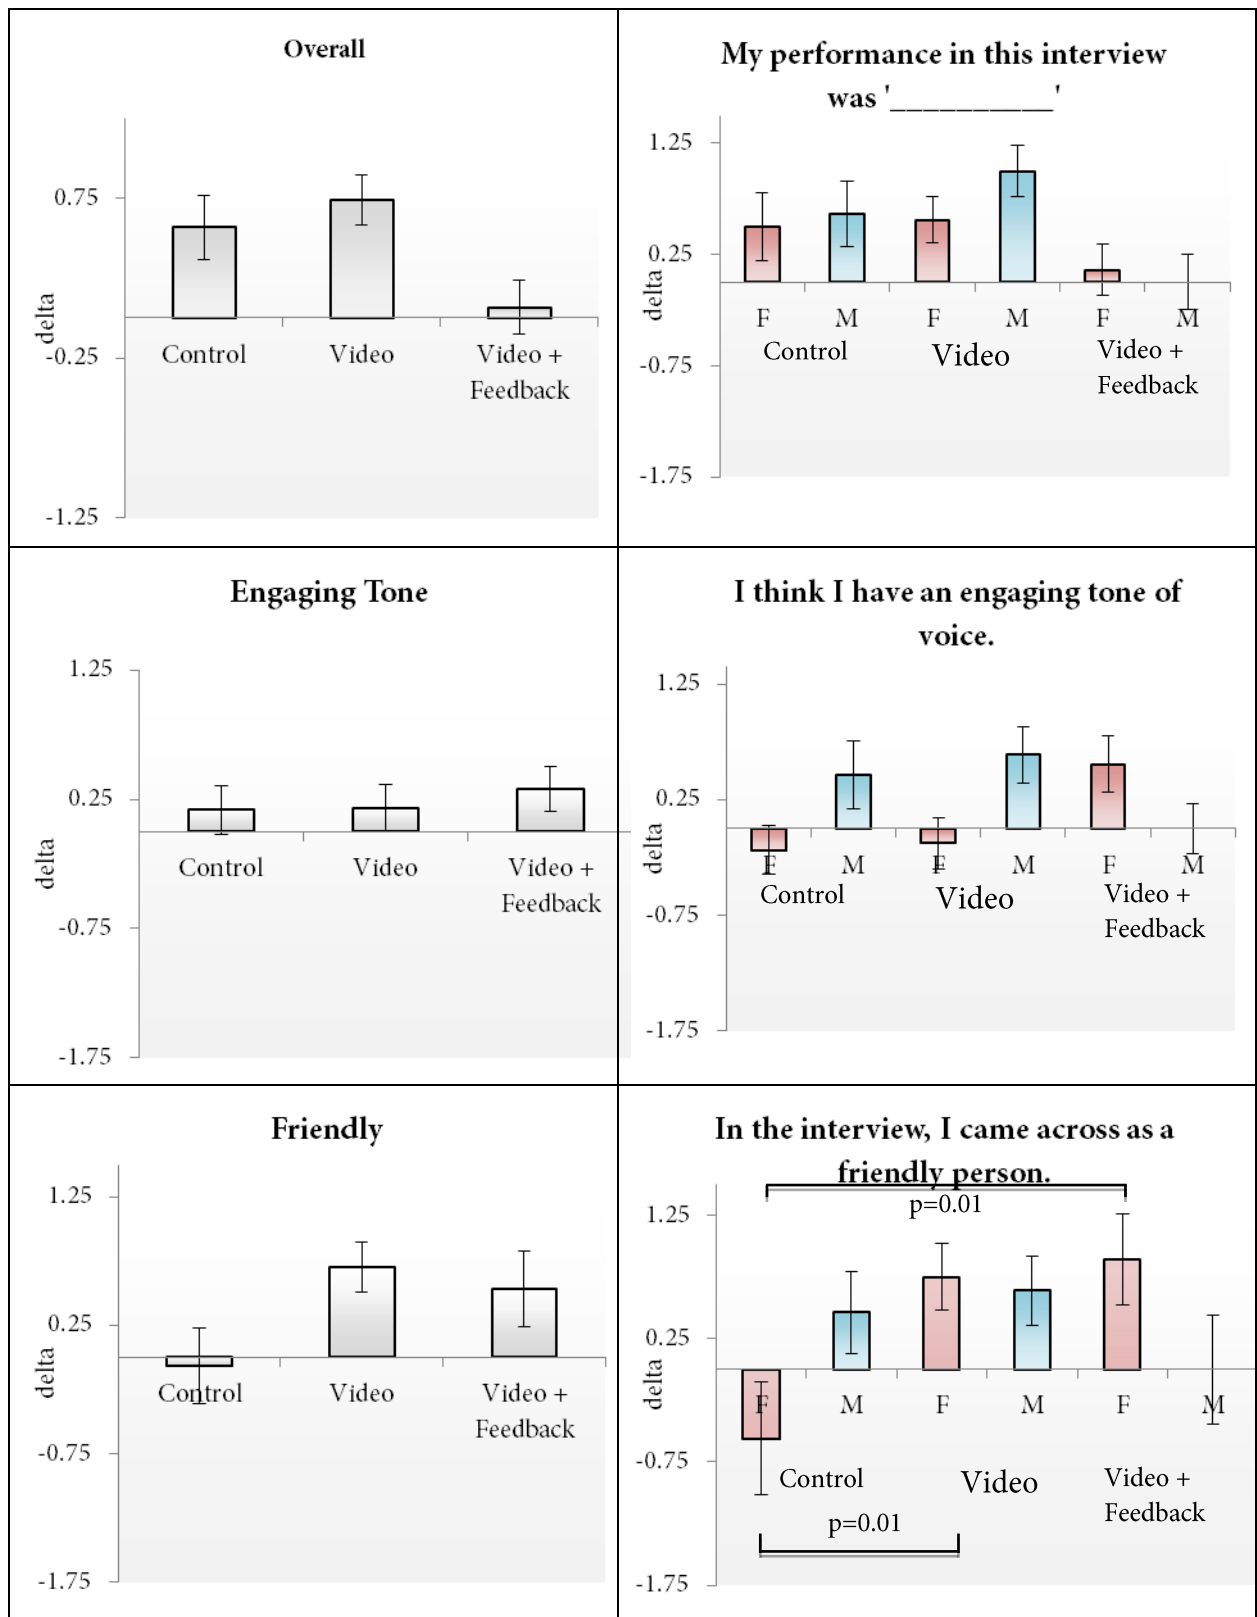 Overall
0.75
-0.25
-1.25
delta
Control Video Video +
Feedback
My performance in this interview
was '__________'
1.25
0.25
-0.75
-1.75
delta
F M F M F M
Control Video Video +
Feedback
Engaging Tone
1.25
0.25
-0.75
-1.75
delta
Control Video Video +
Feedback
I think I have an engaging tone of
voice.
1.25
0.25
-0.75
-1.75
delta
F M F M F M
Control Video Video +
Feedback
Friendly
1.25
0.25
-0.75
-1.75
delta
Control Video Video +
Feedback
In the interview, I came across as a
friendly person.
p=0.01
1.25
0.25
-0.75
-1.75
delta
F M F M F M
Control Video Video +
Feedback
p=0.01